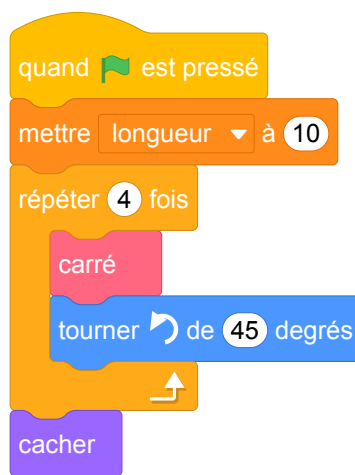 quand est pressé
mettre longueur à 10
répéter 4 fois
carré
tourner de 45 degrés
cacher